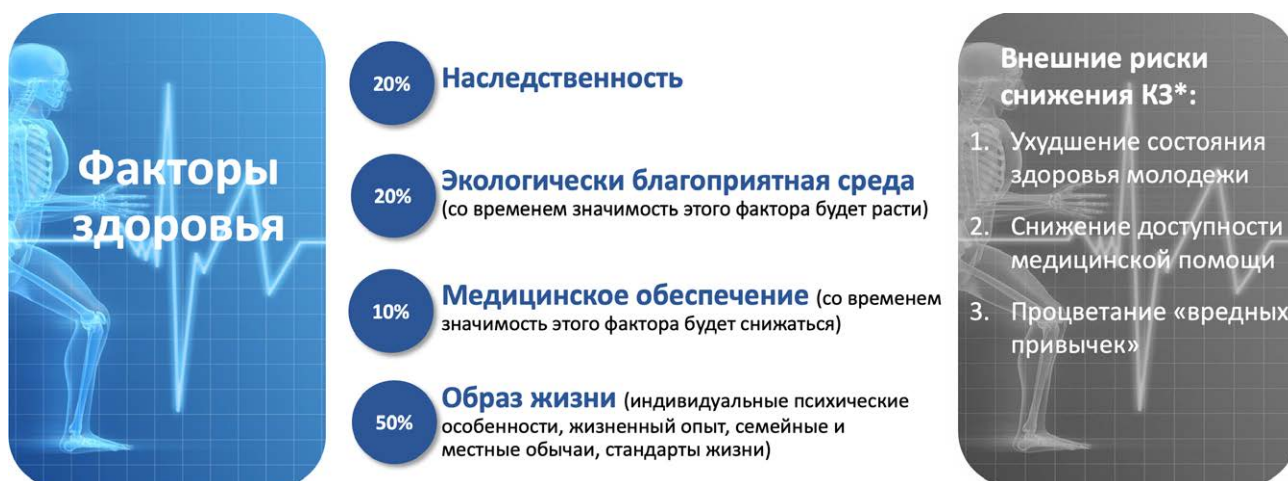 Факторы
здоровья
20%
Наследственность
20%
Экологически благоприятная среда
(со временем значимость этого фактора будет расти)
10%
Медицинское обеспечение (со временем
значимость этого фактора будет снижаться)
50%
Образ жизни (индивидуальные психические
особенности, жизненный опыт, семейные и
местные обычаи, стандарты жизни)
Внешние риски
снижения КЗ*:
1. Ухудшение состояния
здоровья молодежи
2. Снижение доступности
медицинской помощи
3. Процветание «вредных
привычек»